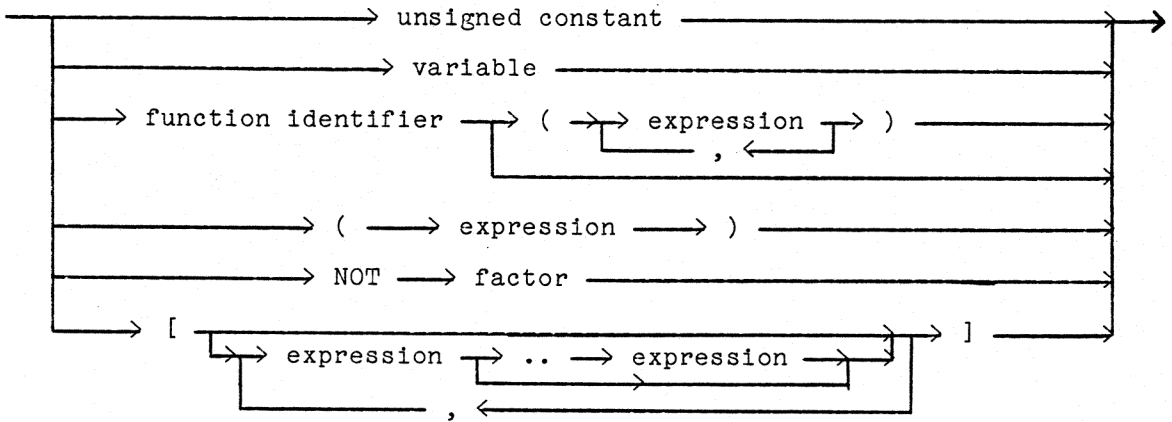 unsigned constant
variable
function identifier ( expression )
,
( expression )
NOT factor
[ ]
expression .. expression
,